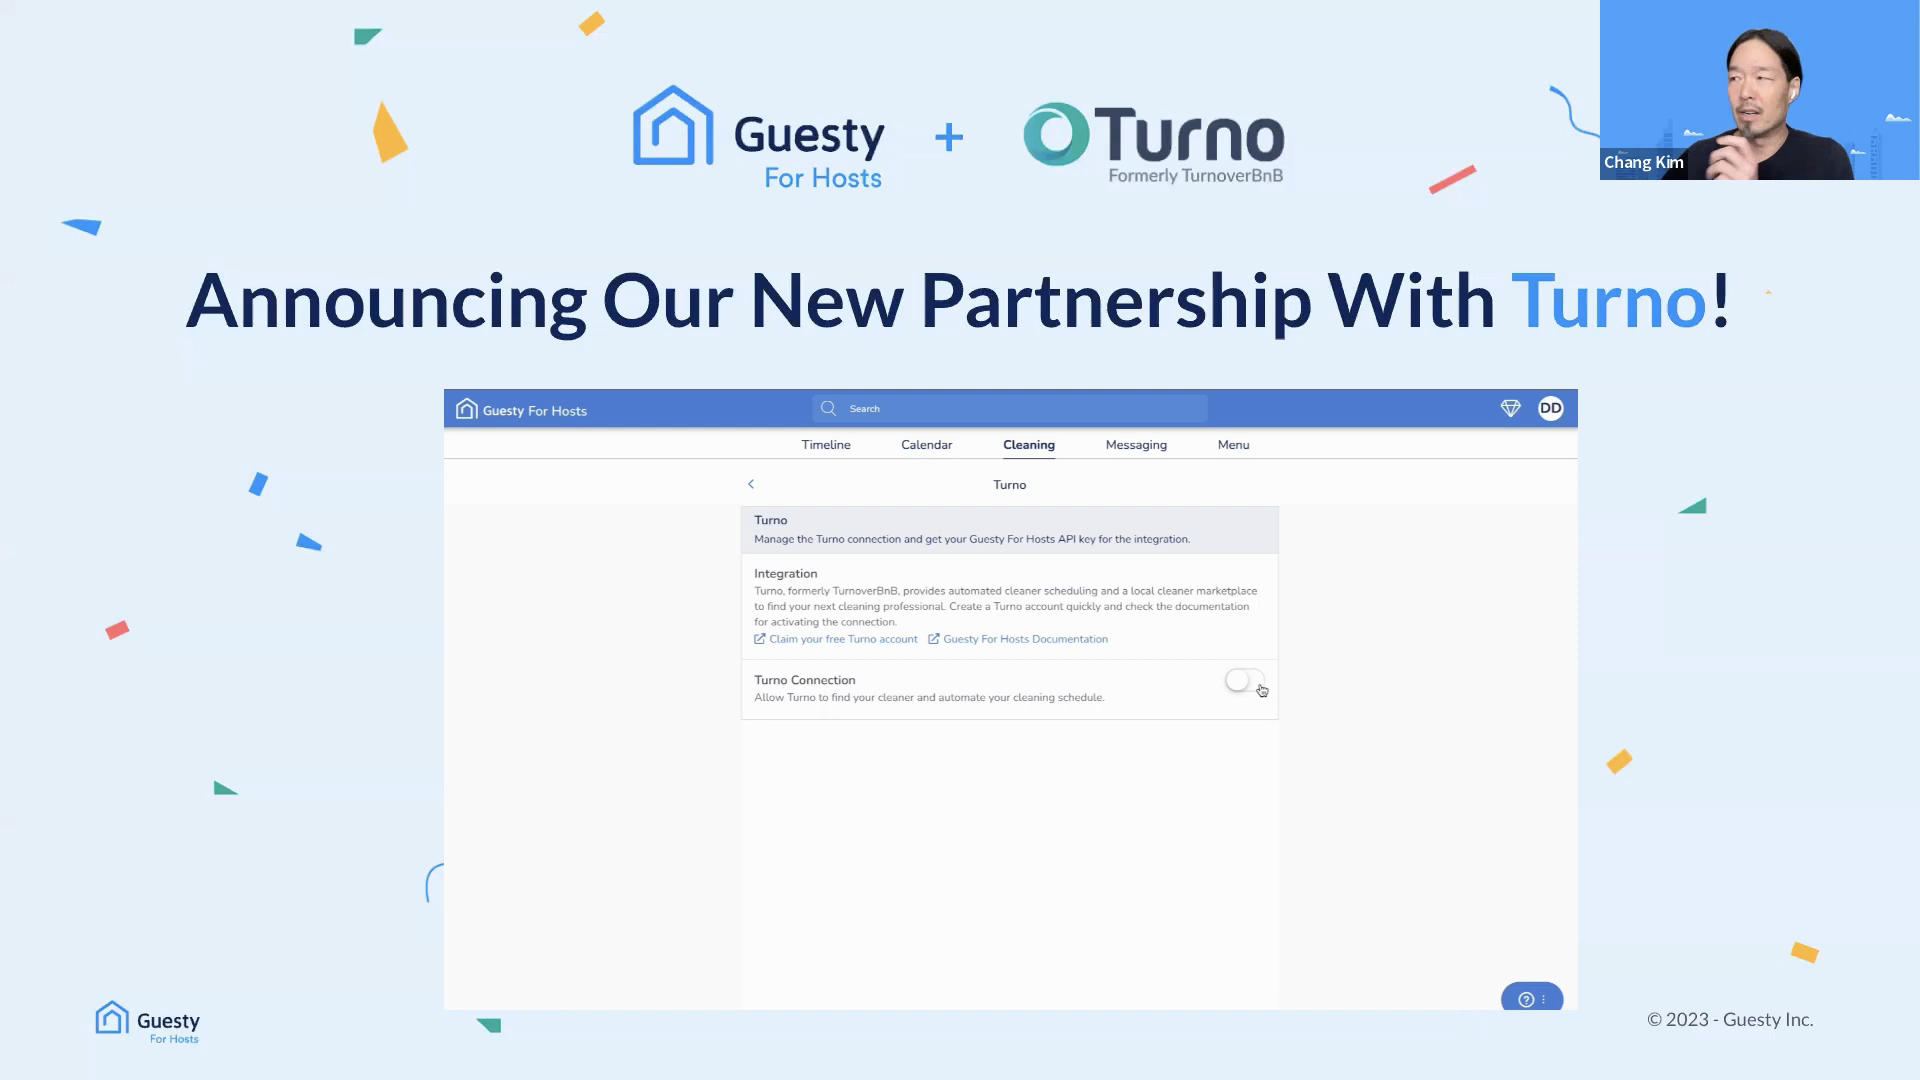 Guesty
For Hosts
+
Turno
Formerly TurnoverBnB
Chang Kim
Announcing Our New Partnership With Turno!
Guesty For Hosts
Search
DD
Timeline
Calendar
Cleaning
Messaging
Menu
Turno
Turno
Manage the Turno connection and get your Guesty For Hosts API key for the integration.
Integration
Turno, formerly TurnoverBnB, provides automated cleaner scheduling and a local cleaner marketplace
to find your next cleaning professional. Create a Turno account quickly and check the documentation
for activating the connection.
Claim your free Turno account
Guesty For Hosts Documentation
Turno Connection
Allow Turno to find your cleaner and automate your cleaning schedule.
?
Guesty
For Hosts
© 2023 - Guesty Inc.